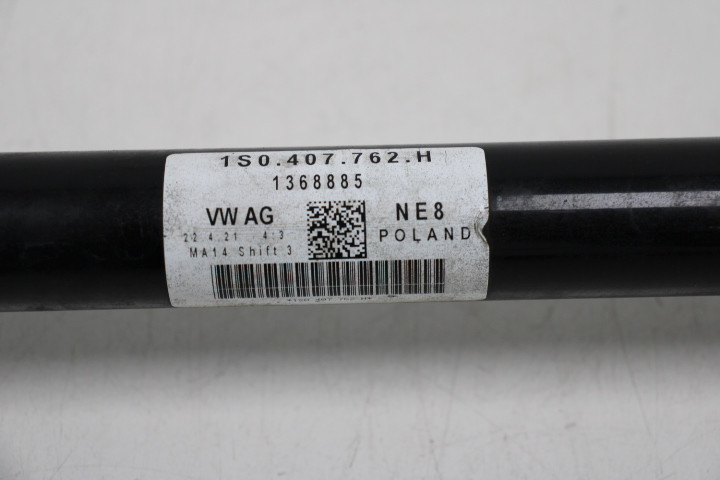 1S0.407.762.H
1368885
VW AG NE8
22.4.21 4:3 POLAND
MA14 Shift 3